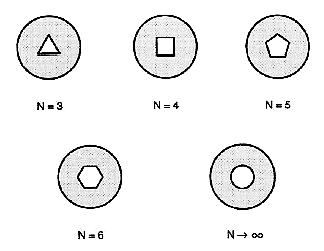 N = 3
N = 4
N = 5
N = 6
N → ∞